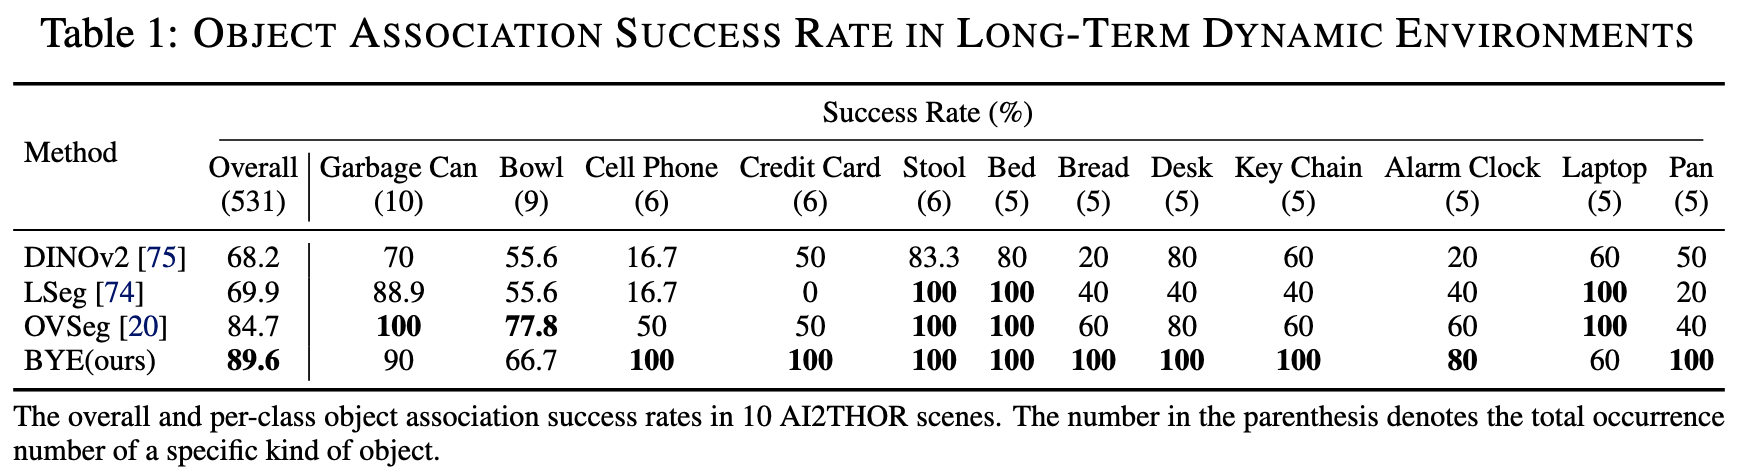 Table 1: OBJECT ASSOCIATION SUCCESS RATE IN LONG-TERM DYNAMIC ENVIRONMENTS
Success Rate (%)
Method
Overall Garbage Can Bowl Cell Phone Credit Card Stool Bed Bread Desk Key Chain Alarm Clock Laptop Pan
(531) (10) (9) (6) (6) (6) (5) (5) (5) (5) (5) (5) (5)
DINOv2 [75] 68.2 70 55.6 16.7 50 83.3 80 20 80 60 20 60 50
LSeg [74] 69.9 88.9 55.6 16.7 0 100 100 40 40 40 40 100 20
OVSeg [20] 84.7 100 77.8 50 50 100 100 60 80 60 60 100 40
BYE(ours) 89.6 90 66.7 100 100 100 100 100 100 100 80 60 100
The overall and per-class object association success rates in 10 AI2THOR scenes. The number in the parenthesis denotes the total occurrence
number of a specific kind of object.